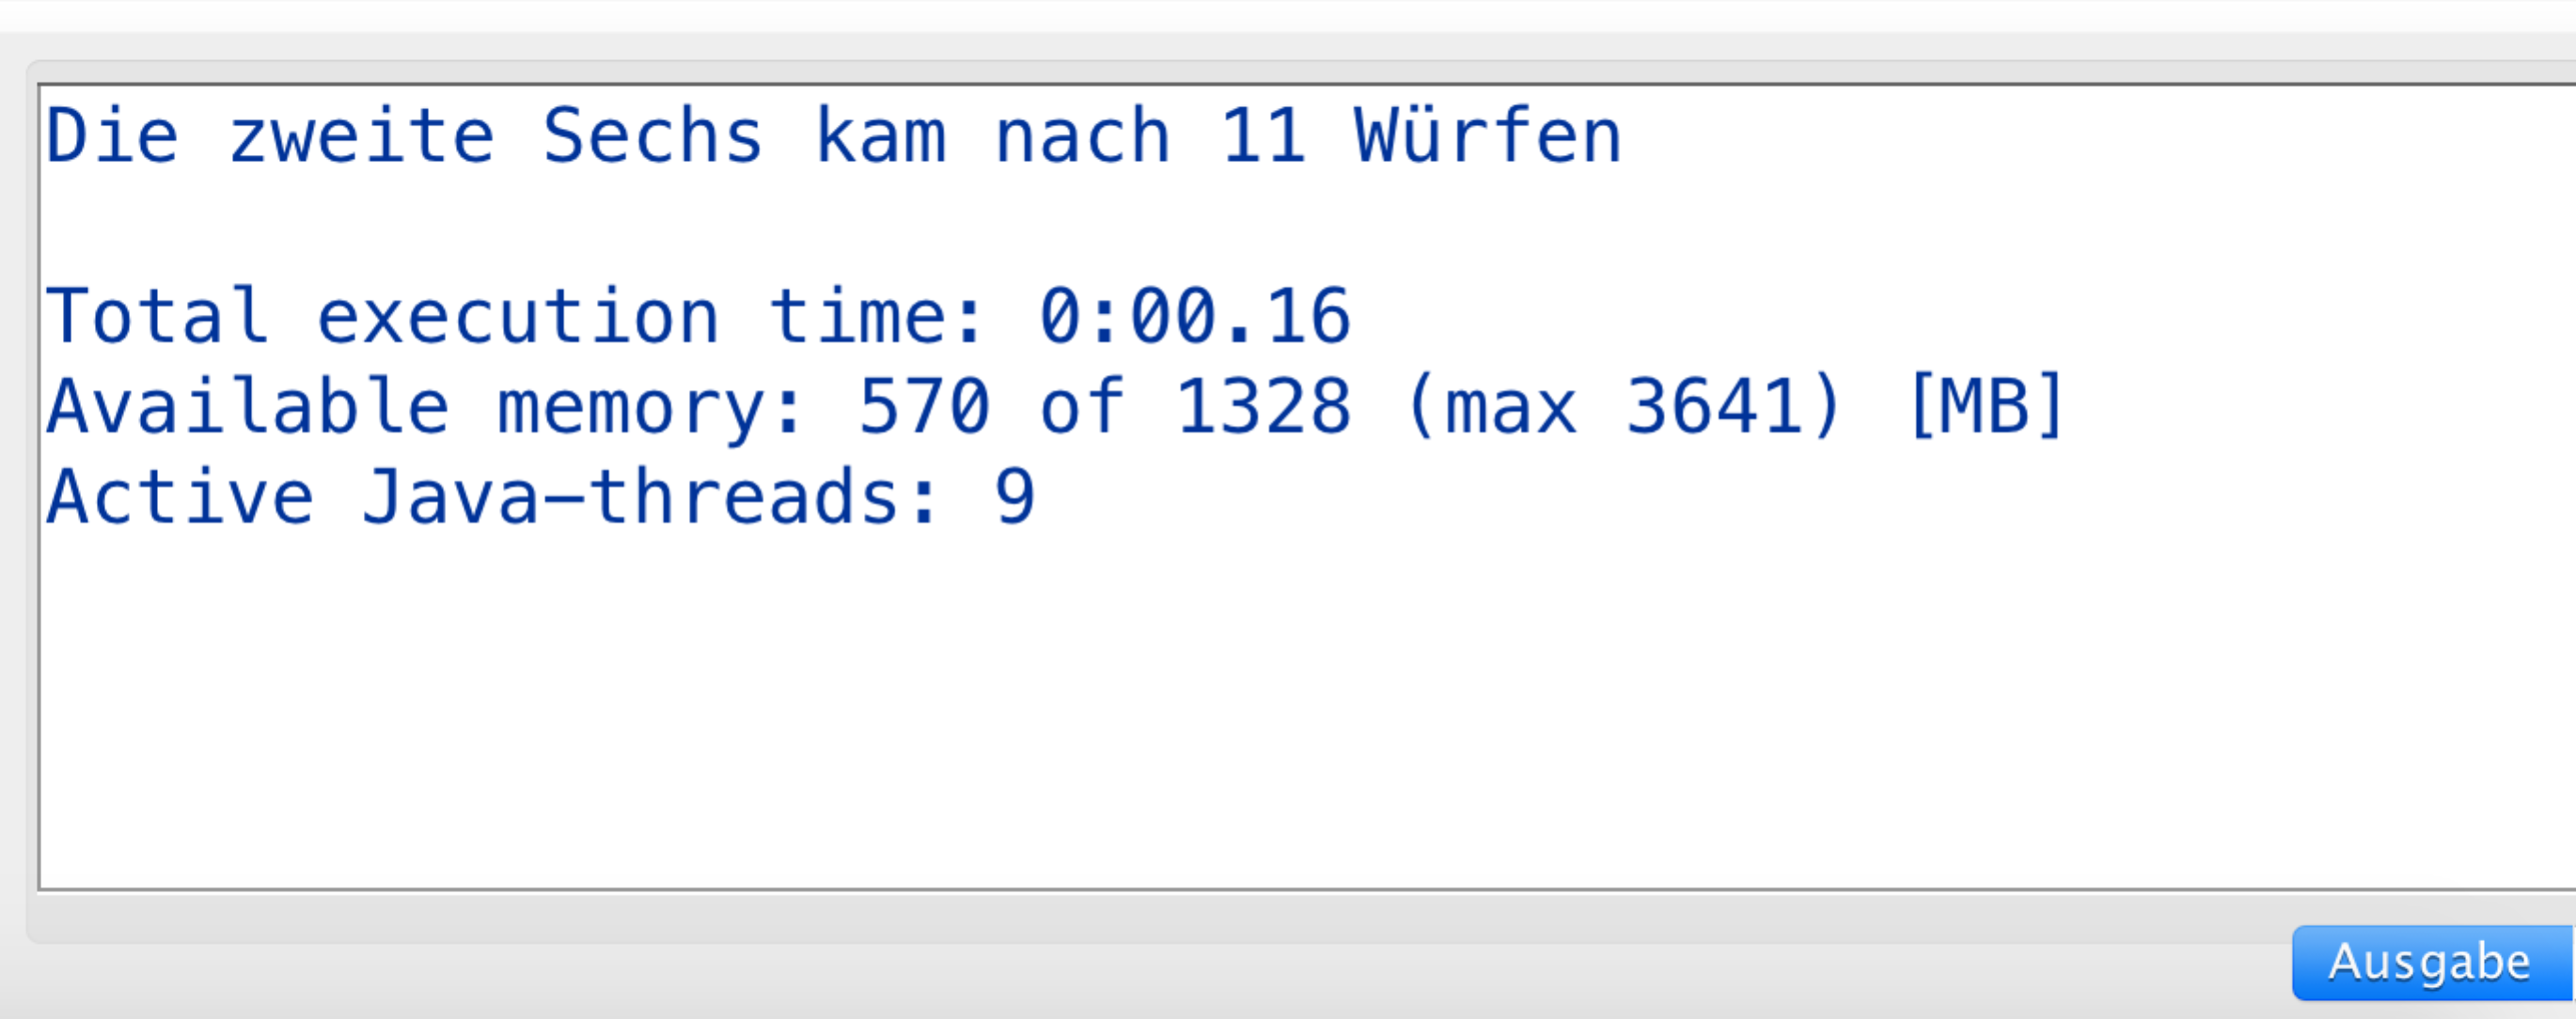 Die zweite Sechs kam nach 11 Würfen
Total execution time: 0:00.16
Available memory: 570 of 1328 (max 3641) [MB]
Active Java-threads: 9
Ausgabe